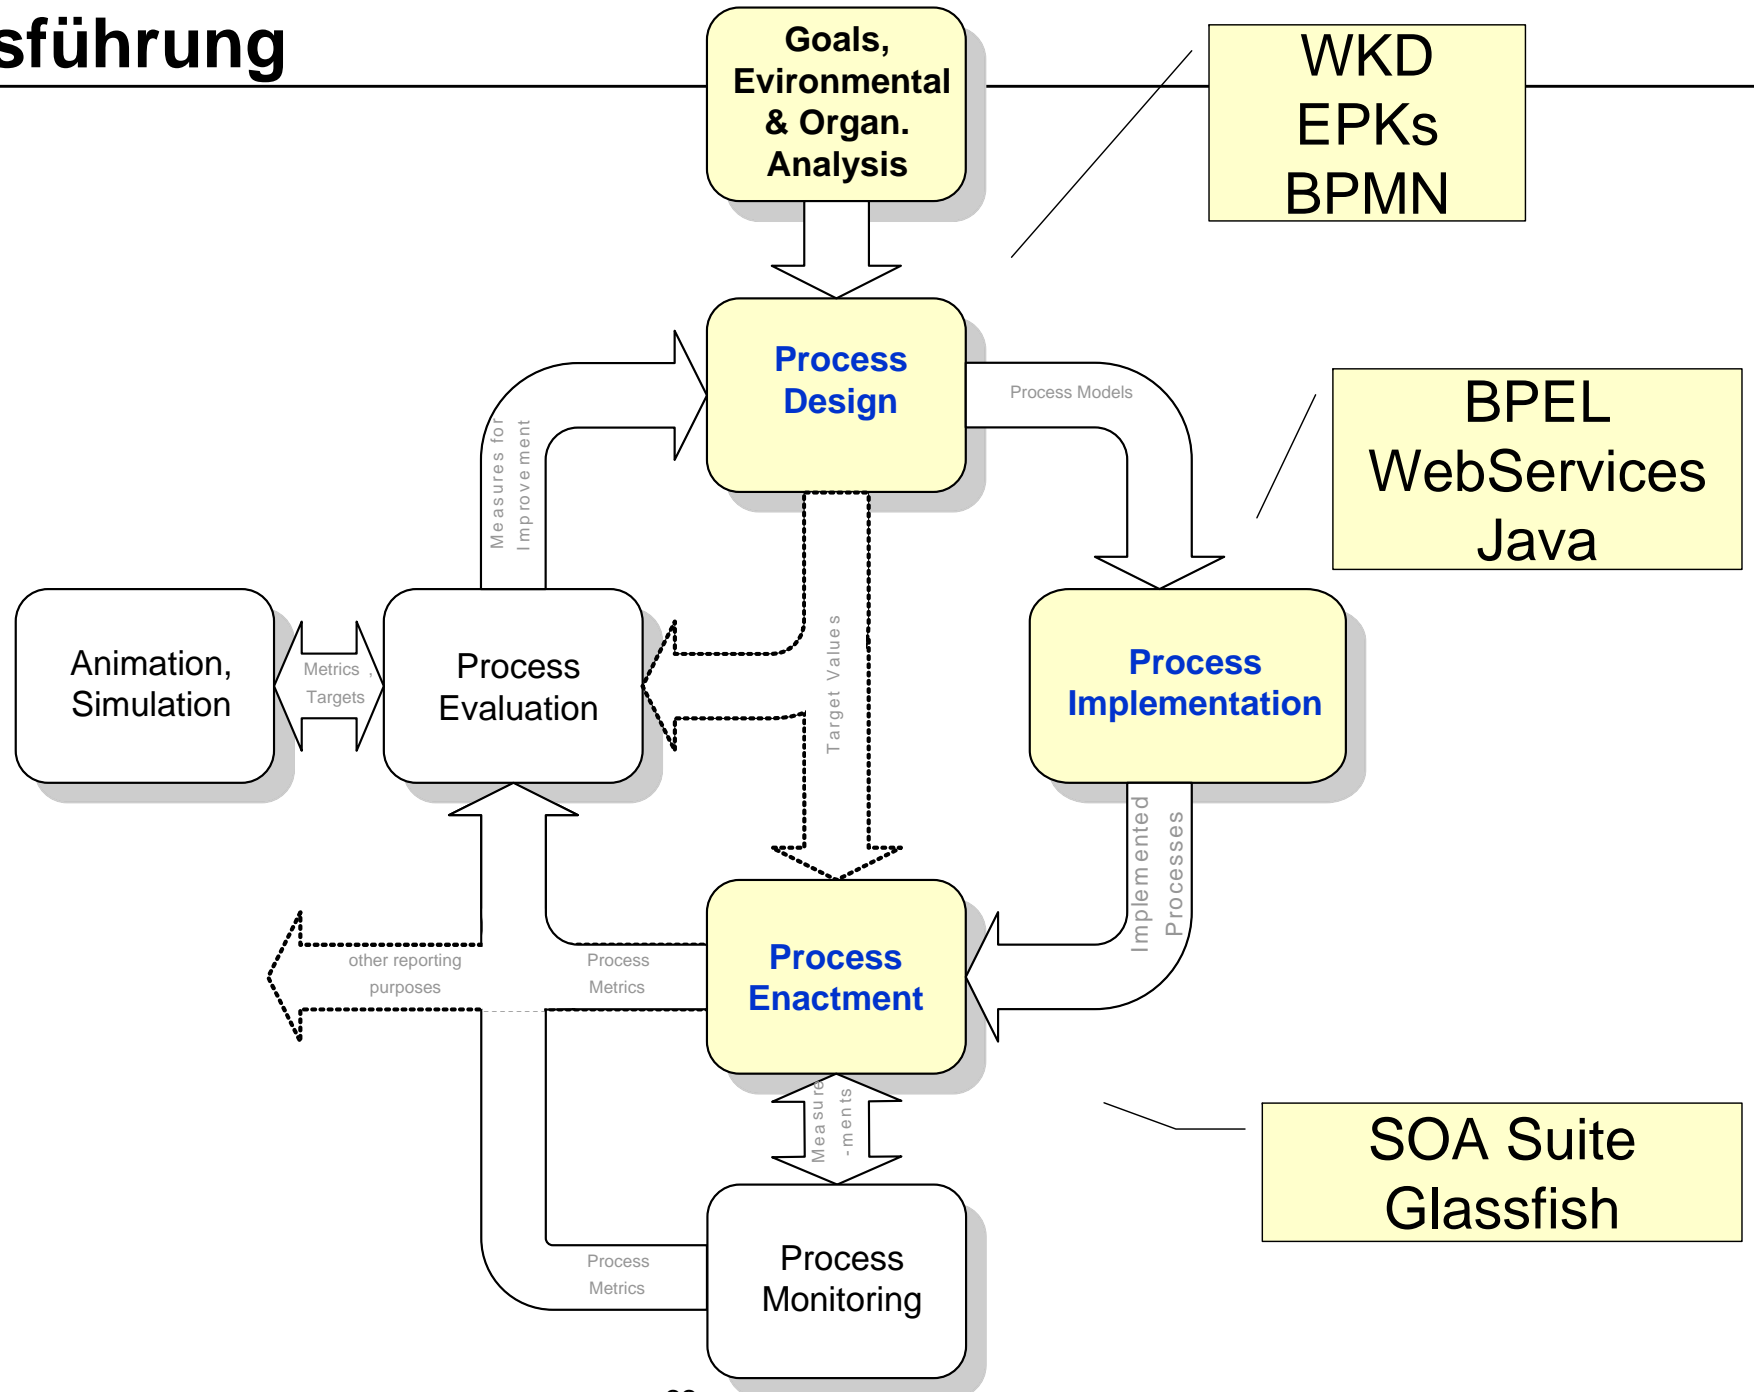 sführung
Goals,
Evironmental
& Organ.
Analysis
WKD
EPKs
BPMN
Process
Design
Process Models
BPEL
WebServices
Java
Measures for
Improvement
Animation,
Simulation
Metrics ,
Targets
Process
Evaluation
Target Values
Process
Implementation
Implemented
Processes
other reporting
purposes
Process
Metrics
Process
Enactment
Measure
-ments
SOA Suite
Glassfish
Process
Metrics
Process
Monitoring